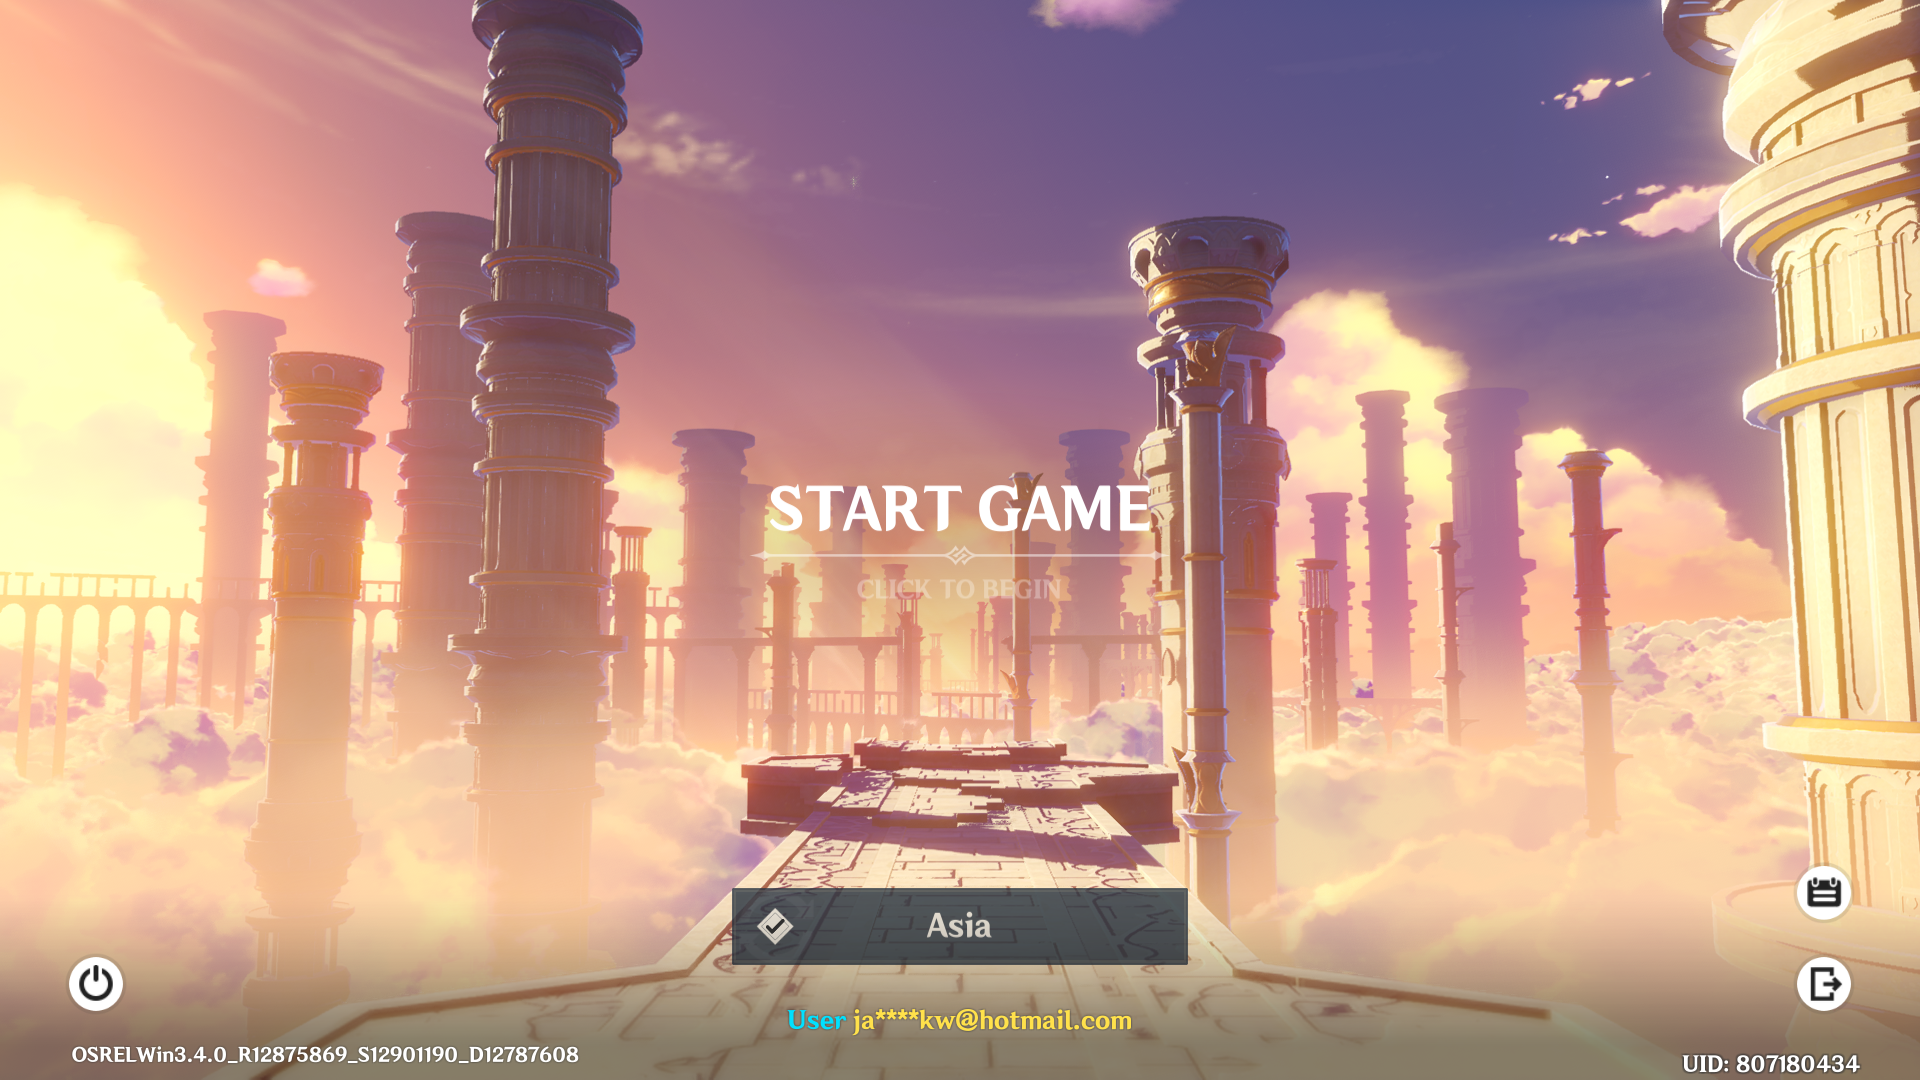 START GAME
CLICK TO BEGIN
Asia
User ja****kw@hotmail.com
OSRELWin3.4.0_R12875869_S12901190_D12787608
UID: 807180434